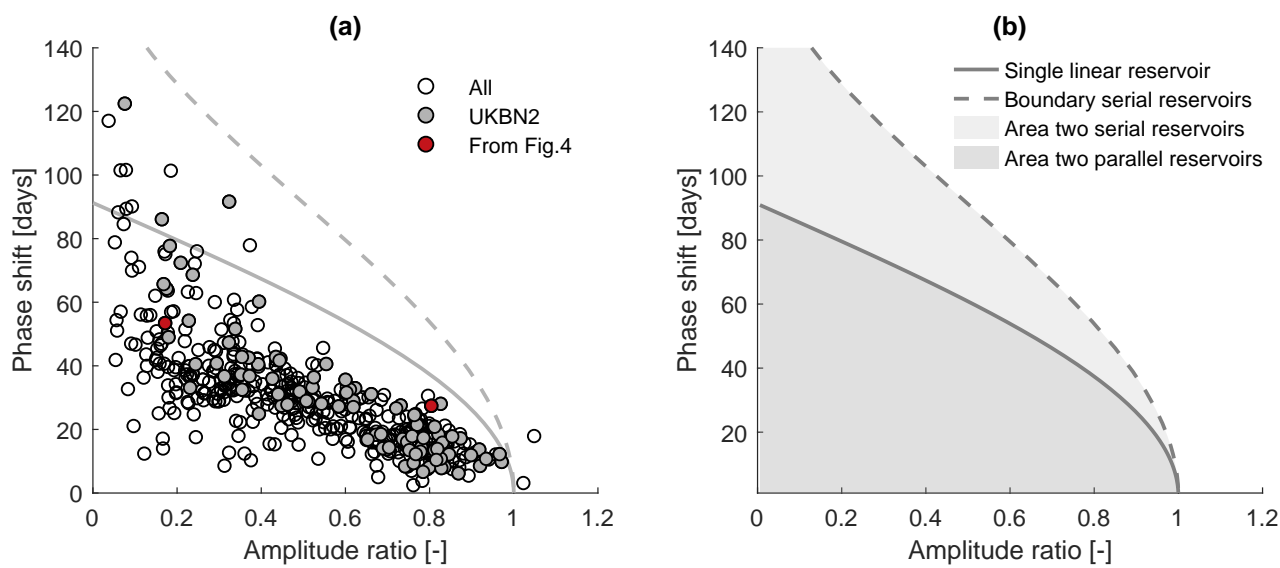 (a)
140
120
100
80
60
40
20
0
Phase shift [days]
All
UKBN2
From Fig.4
0 0.2 0.4 0.6 0.8 1 1.2
Amplitude ratio [-]
(b)
140
120
100
80
60
40
20
Phase shift [days]
Single linear reservoir
Boundary serial reservoirs
Area two serial reservoirs
Area two parallel reservoirs
0 0.2 0.4 0.6 0.8 1 1.2
Amplitude ratio [-]